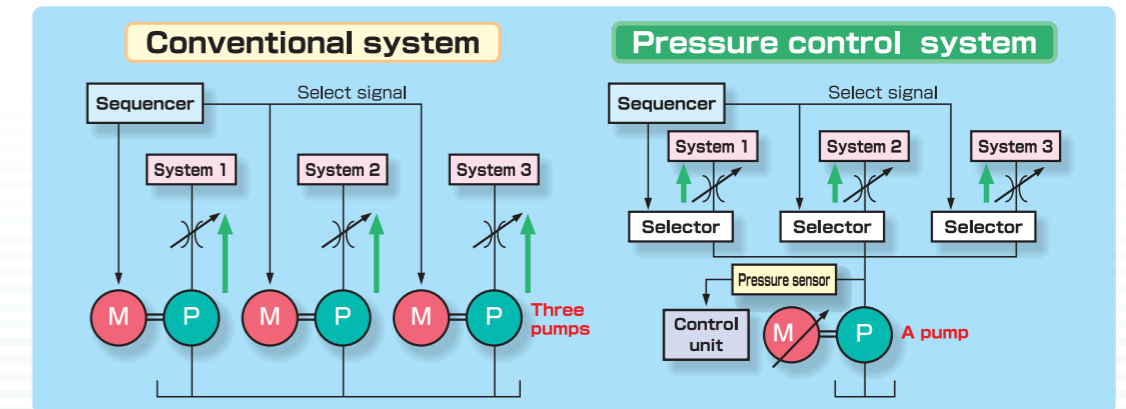 Conventional system
Sequencer
Select signal
System 1
System 2
System 3
M
P
M
P
M
P
Three
pumps
Pressure control system
Sequencer
Select signal
System 1
System 2
System 3
Selector
Selector
Selector
Pressure sensor
Control
unit
M
P
A pump